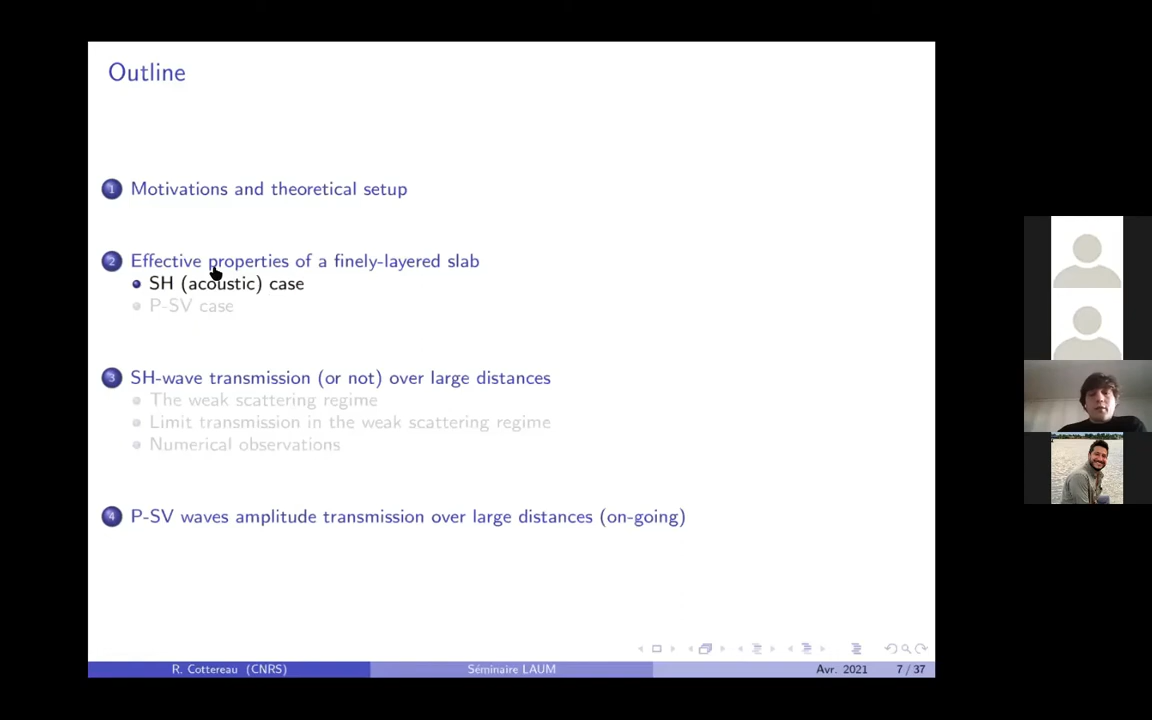 Outline
1 Motivations and theoretical setup
2 Effective properties of a finely-layered slab
SH (acoustic) case
P-SV case
3 SH-wave transmission (or not) over large distances
The weak scattering regime
Limit transmission in the weak scattering regime
Numerical observations
4 P-SV waves amplitude transmission over large distances (on-going)
R. Cottereau (CNRS) Séminaire LAUM Avr. 2021 7 / 37